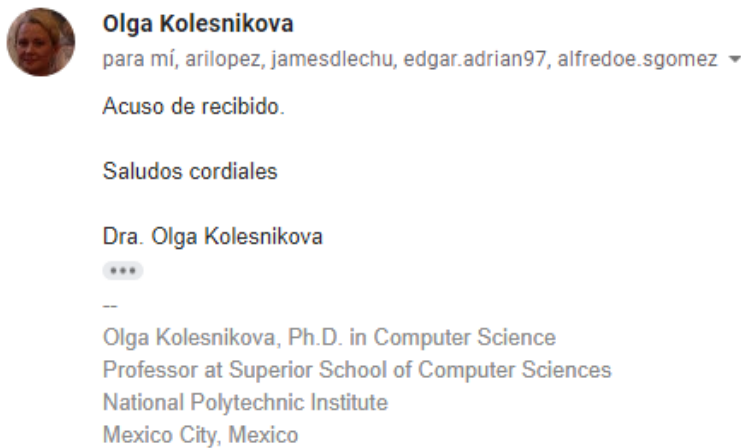 Olga Kolesnikova
para mí, arilopez, jamesdlechu, edgar.adrian97, alfredoe.sgomez
Acuso de recibido.
Saludos cordiales
Dra. Olga Kolesnikova
--
Olga Kolesnikova, Ph.D. in Computer Science
Professor at Superior School of Computer Sciences
National Polytechnic Institute
Mexico City, Mexico